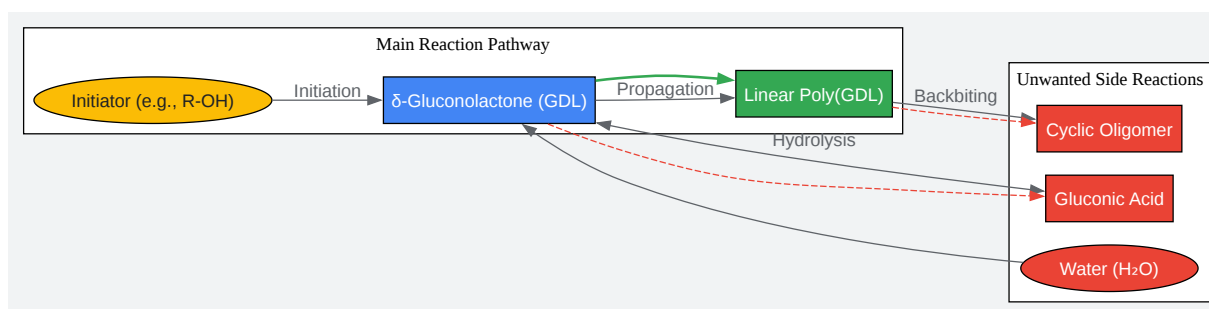 Main Reaction Pathway
Initiator (e.g., R-OH)
Initiation
δ-Gluconolactone (GDL)
Propagation
Linear Poly(GDL)
Backbiting
Hydrolysis
Unwanted Side Reactions
Cyclic Oligomer
Gluconic Acid
Water (H₂O)